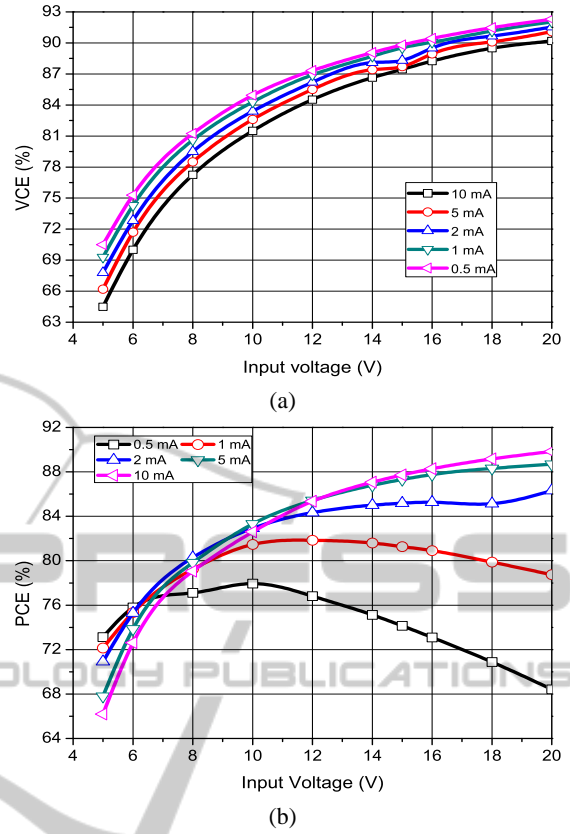 93
90
87
84
81
78
75
72
69
66
63
VCE (%)
10 mA
5 mA
2 mA
1 mA
0.5 mA
4 6 8 10 12 14 16 18 20
Input voltage (V)
(a)
92
88
84
80
76
72
68
64
PCE (%)
0.5 mA 1 mA
2 mA 5 mA
10 mA
4 6 8 10 12 14 16 18 20
Input Voltage (V)
(b)
PRESS
OLOGY PUBLICATIONS